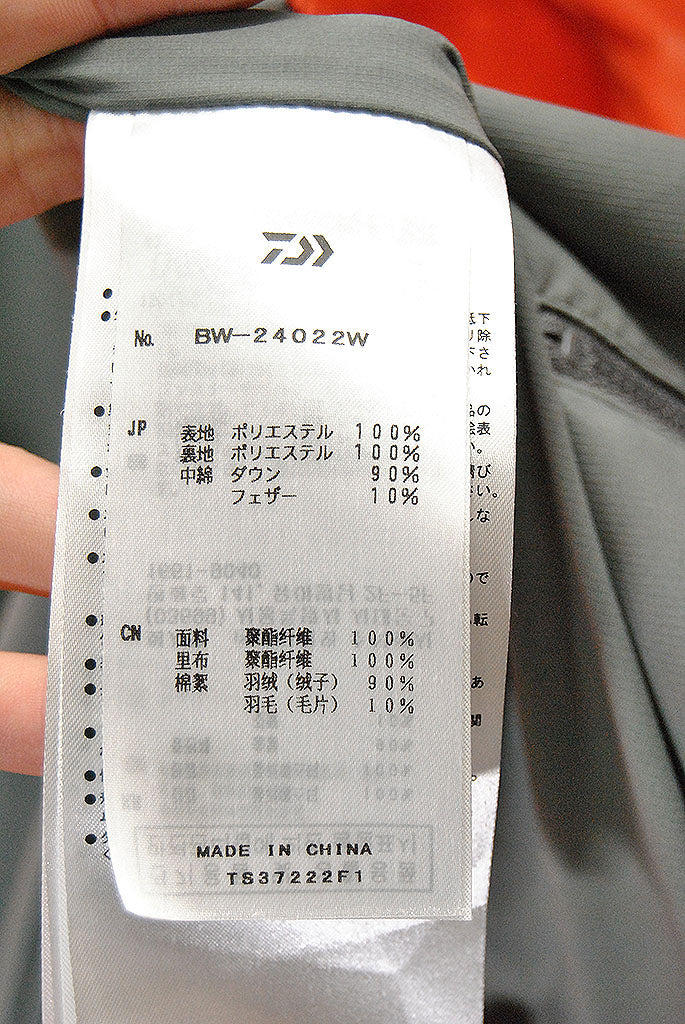 No. BW-24022W
JP 表地 ポリエステル 100%
裏地 ポリエステル 100%
中綿 ダウン 90%
フェザー 10%
CN 面料 聚酯纤维 100%
里布 聚酯纤维 100%
棉絮 羽绒（绒子） 90%
羽毛（毛片） 10%
MADE IN CHINA
TS37222F1